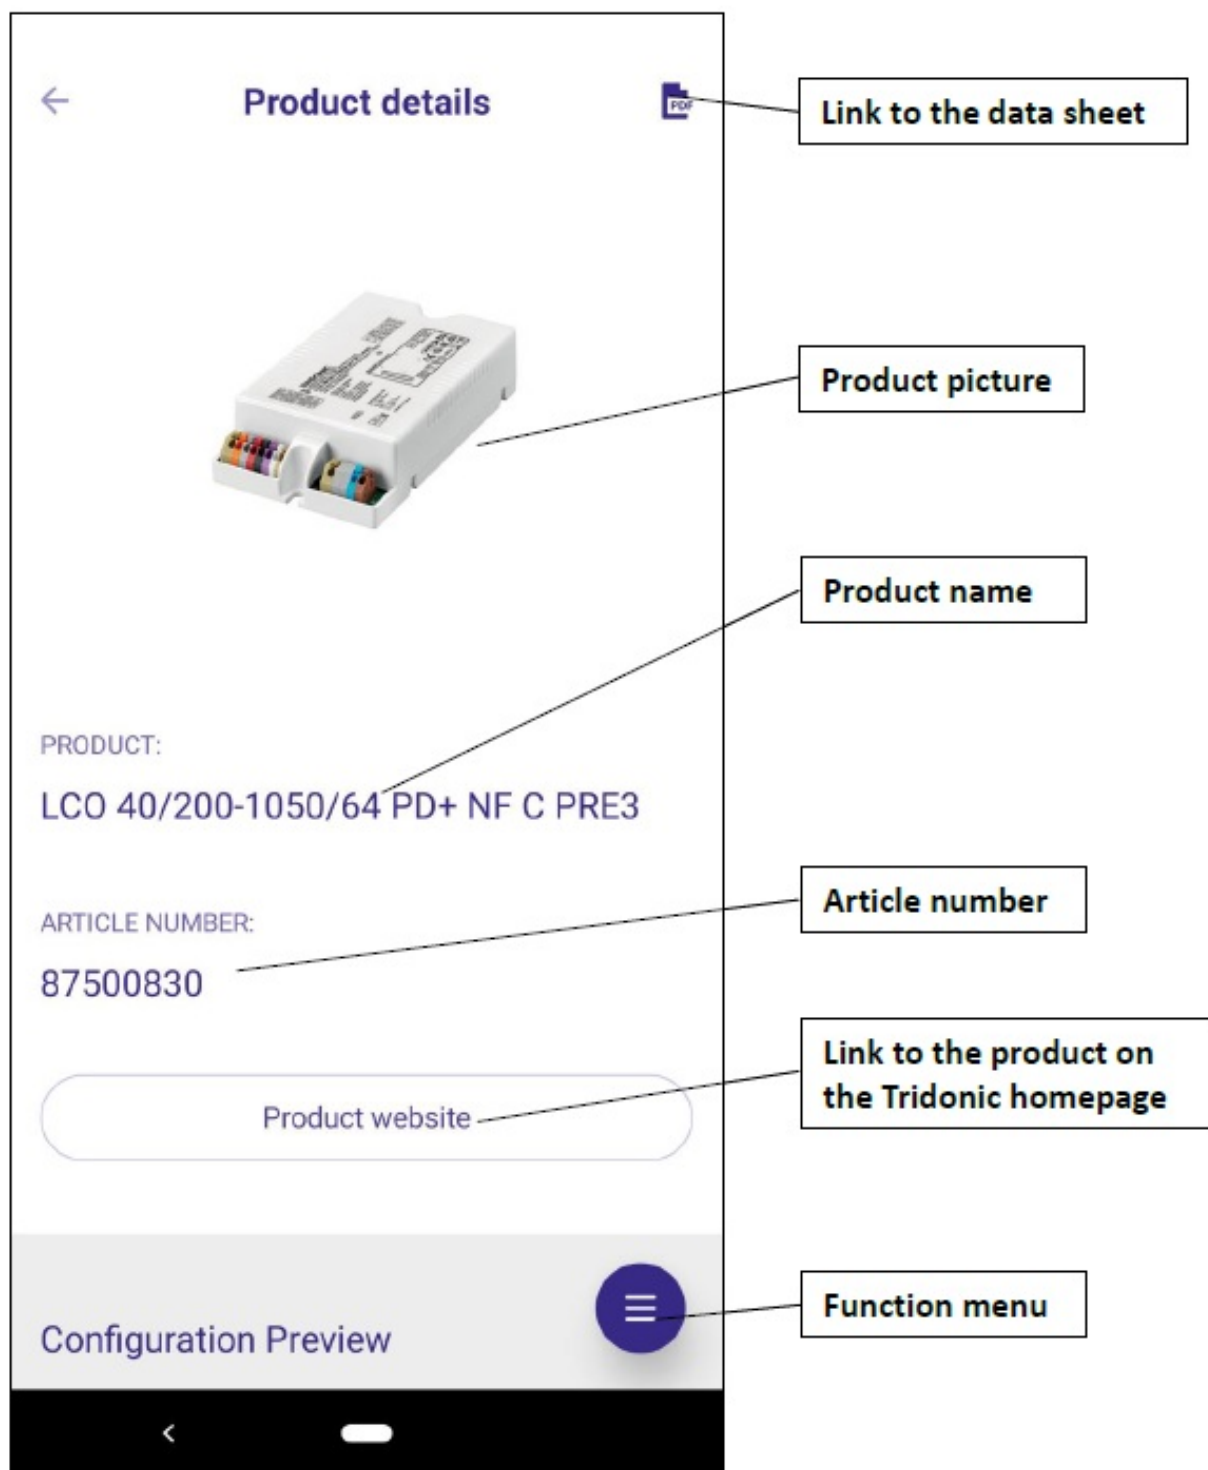 Product details
PDF
Link to the data sheet
Product picture
Product name
PRODUCT:
LCO 40/200-1050/64 PD+ NF C PRE3
Article number
ARTICLE NUMBER:
87500830
Link to the product on
the Tridonic homepage
Product website
Function menu
Configuration Preview